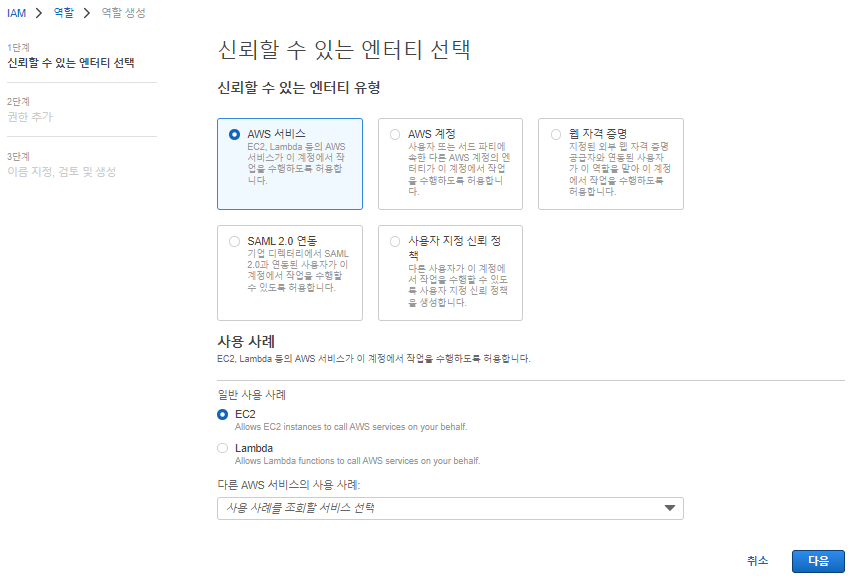 IAM > 역할 > 역할 생성
1단계
신뢰할 수 있는 엔터티 선택
2단계
권한 추가
3단계
이름 지정, 검토 및 생성
신뢰할 수 있는 엔터티 선택
신뢰할 수 있는 엔터티 유형
AWS 서비스
EC2, Lambda 등의 AWS
서비스가 이 계정에서 작
업을 수행하도록 허용합
니다.
AWS 계정
사용자 또는 서드 파티에
속한 다른 AWS 계정의 엔
터티가 이 계정에서 작업
을 수행하도록 허용합니
다.
웹 자격 증명
지정된 외부 웹 자격 증명
공급자와 연동된 사용자
가 이 역할을 맡아 이 계정
에서 작업을 수행하도록
허용합니다.
SAML 2.0 연동
기업 디렉터리에서 SAML
2.0과 연동된 사용자가 이
계정에서 작업을 수행할
수 있도록 허용합니다.
사용자 지정 신뢰 정
책
다른 사용자가 이 계정에
서 작업을 수행할 수 있도
록 사용자 지정 신뢰 정책
을 생성합니다.
사용 사례
EC2, Lambda 등의 AWS 서비스가 이 계정에서 작업을 수행하도록 허용합니다.
일반 사용 사례
EC2
Allows EC2 instances to call AWS services on your behalf.
Lambda
Allows Lambda functions to call AWS services on your behalf.
다른 AWS 서비스의 사용 사례:
사용 사례를 조회할 서비스 선택
취소
다음